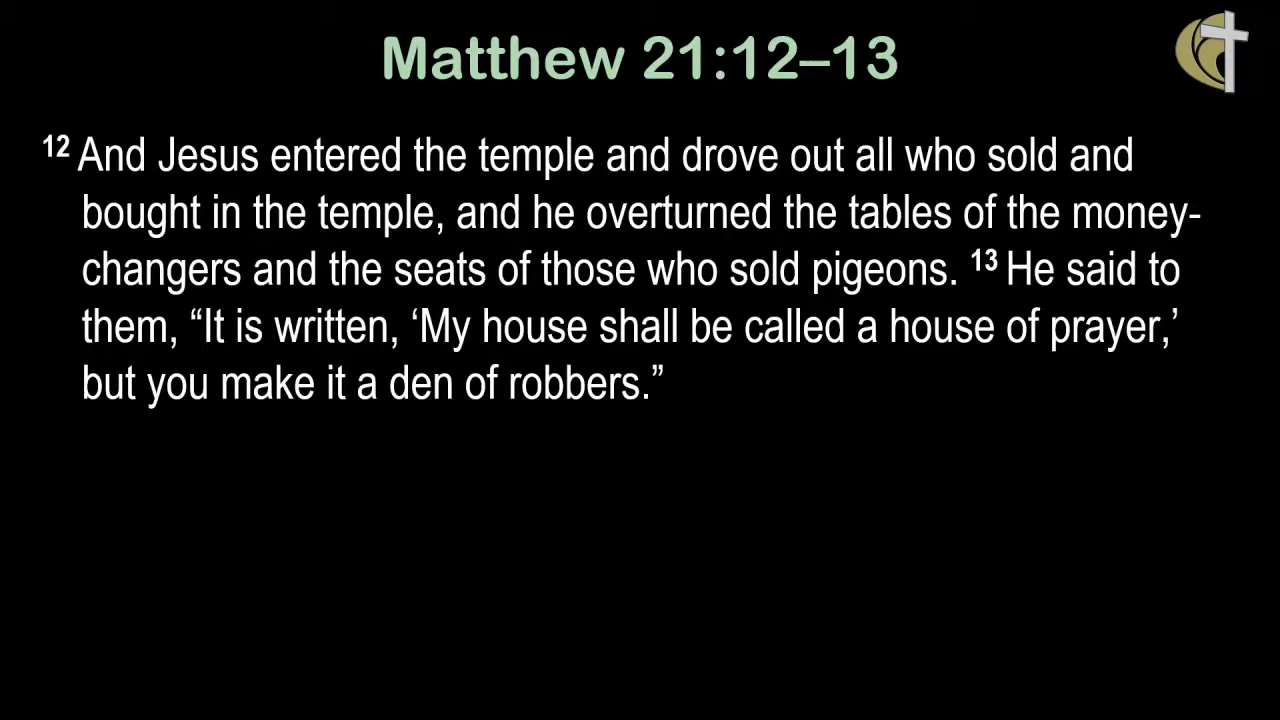 Matthew 21:12–13
12 And Jesus entered the temple and drove out all who sold and
bought in the temple, and he overturned the tables of the money-
changers and the seats of those who sold pigeons. 13 He said to
them, “It is written, ‘My house shall be called a house of prayer,’
but you make it a den of robbers.”